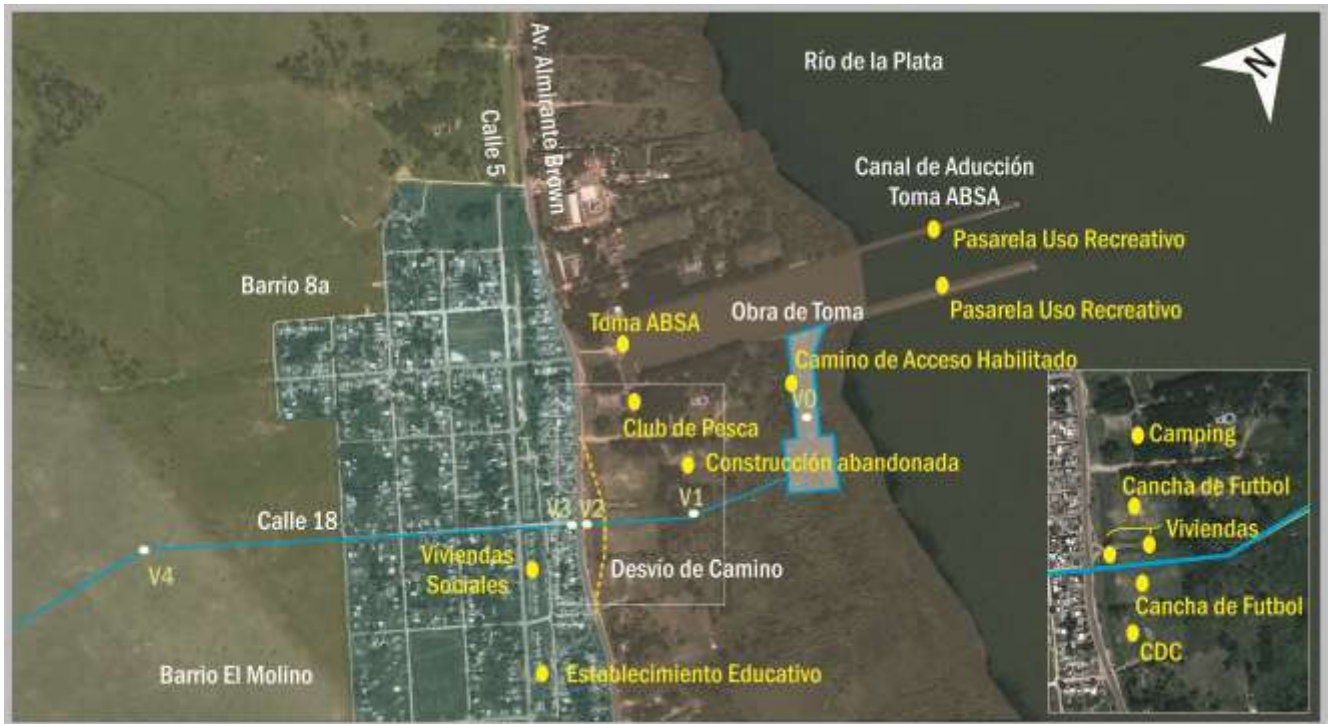 Av. Almirante Brown
Calle 5
Río de la Plata
N
Canal de Aducción
Toma ABSA
Pasarela Uso Recreativo
Pasarela Uso Recreativo
Barrio 8a
Obra de Toma
Toma ABSA
Camino de Acceso Habilitado
V0
Club de Pesca
Construcción abandonada
V1
V3
V2
Calle 18
V4
Viviendas
Sociales
Desvío de Camino
Barrio El Molino
Establecimiento Educativo
Camping
Cancha de Futbol
Viviendas
Cancha de Futbol
CDC